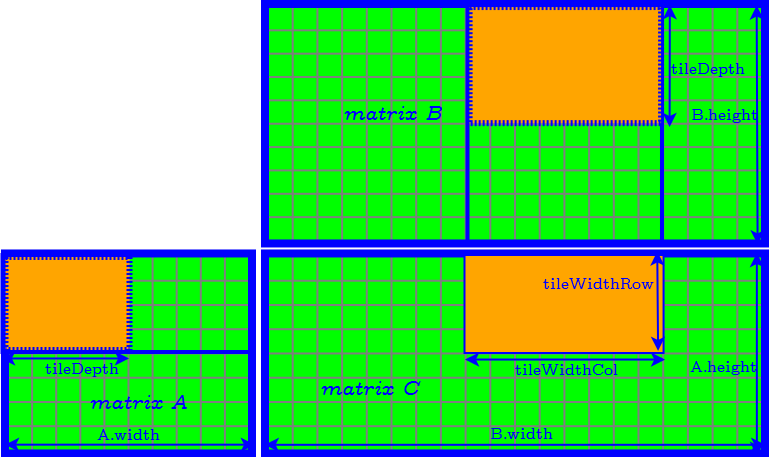 tileDepth
matrix B
B.height
tileWidthRow
tileDepth
tileWidthCol
A.height
matrix C
matrix A
A.width
B.width